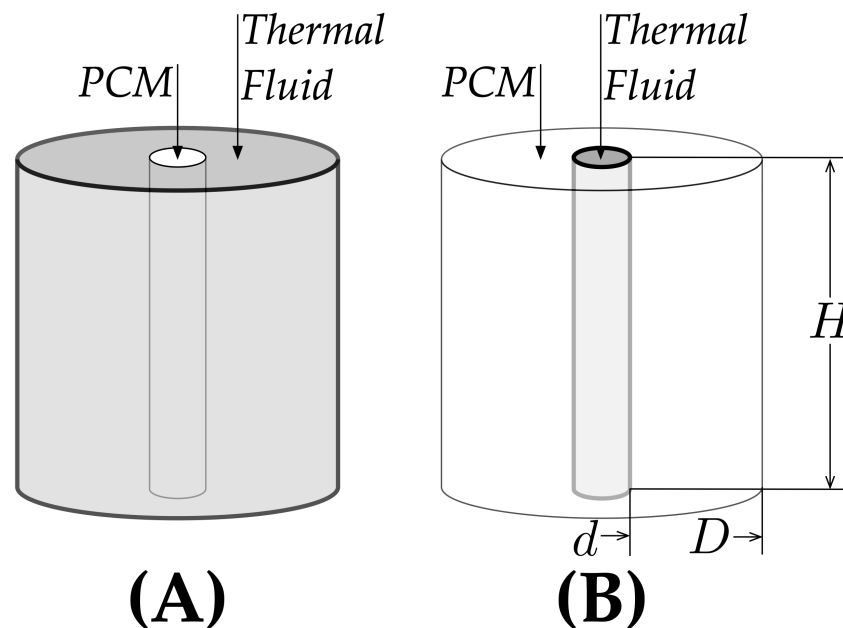 PCM
Thermal
Fluid
(A)
PCM
Thermal
Fluid
H
d
D
(B)